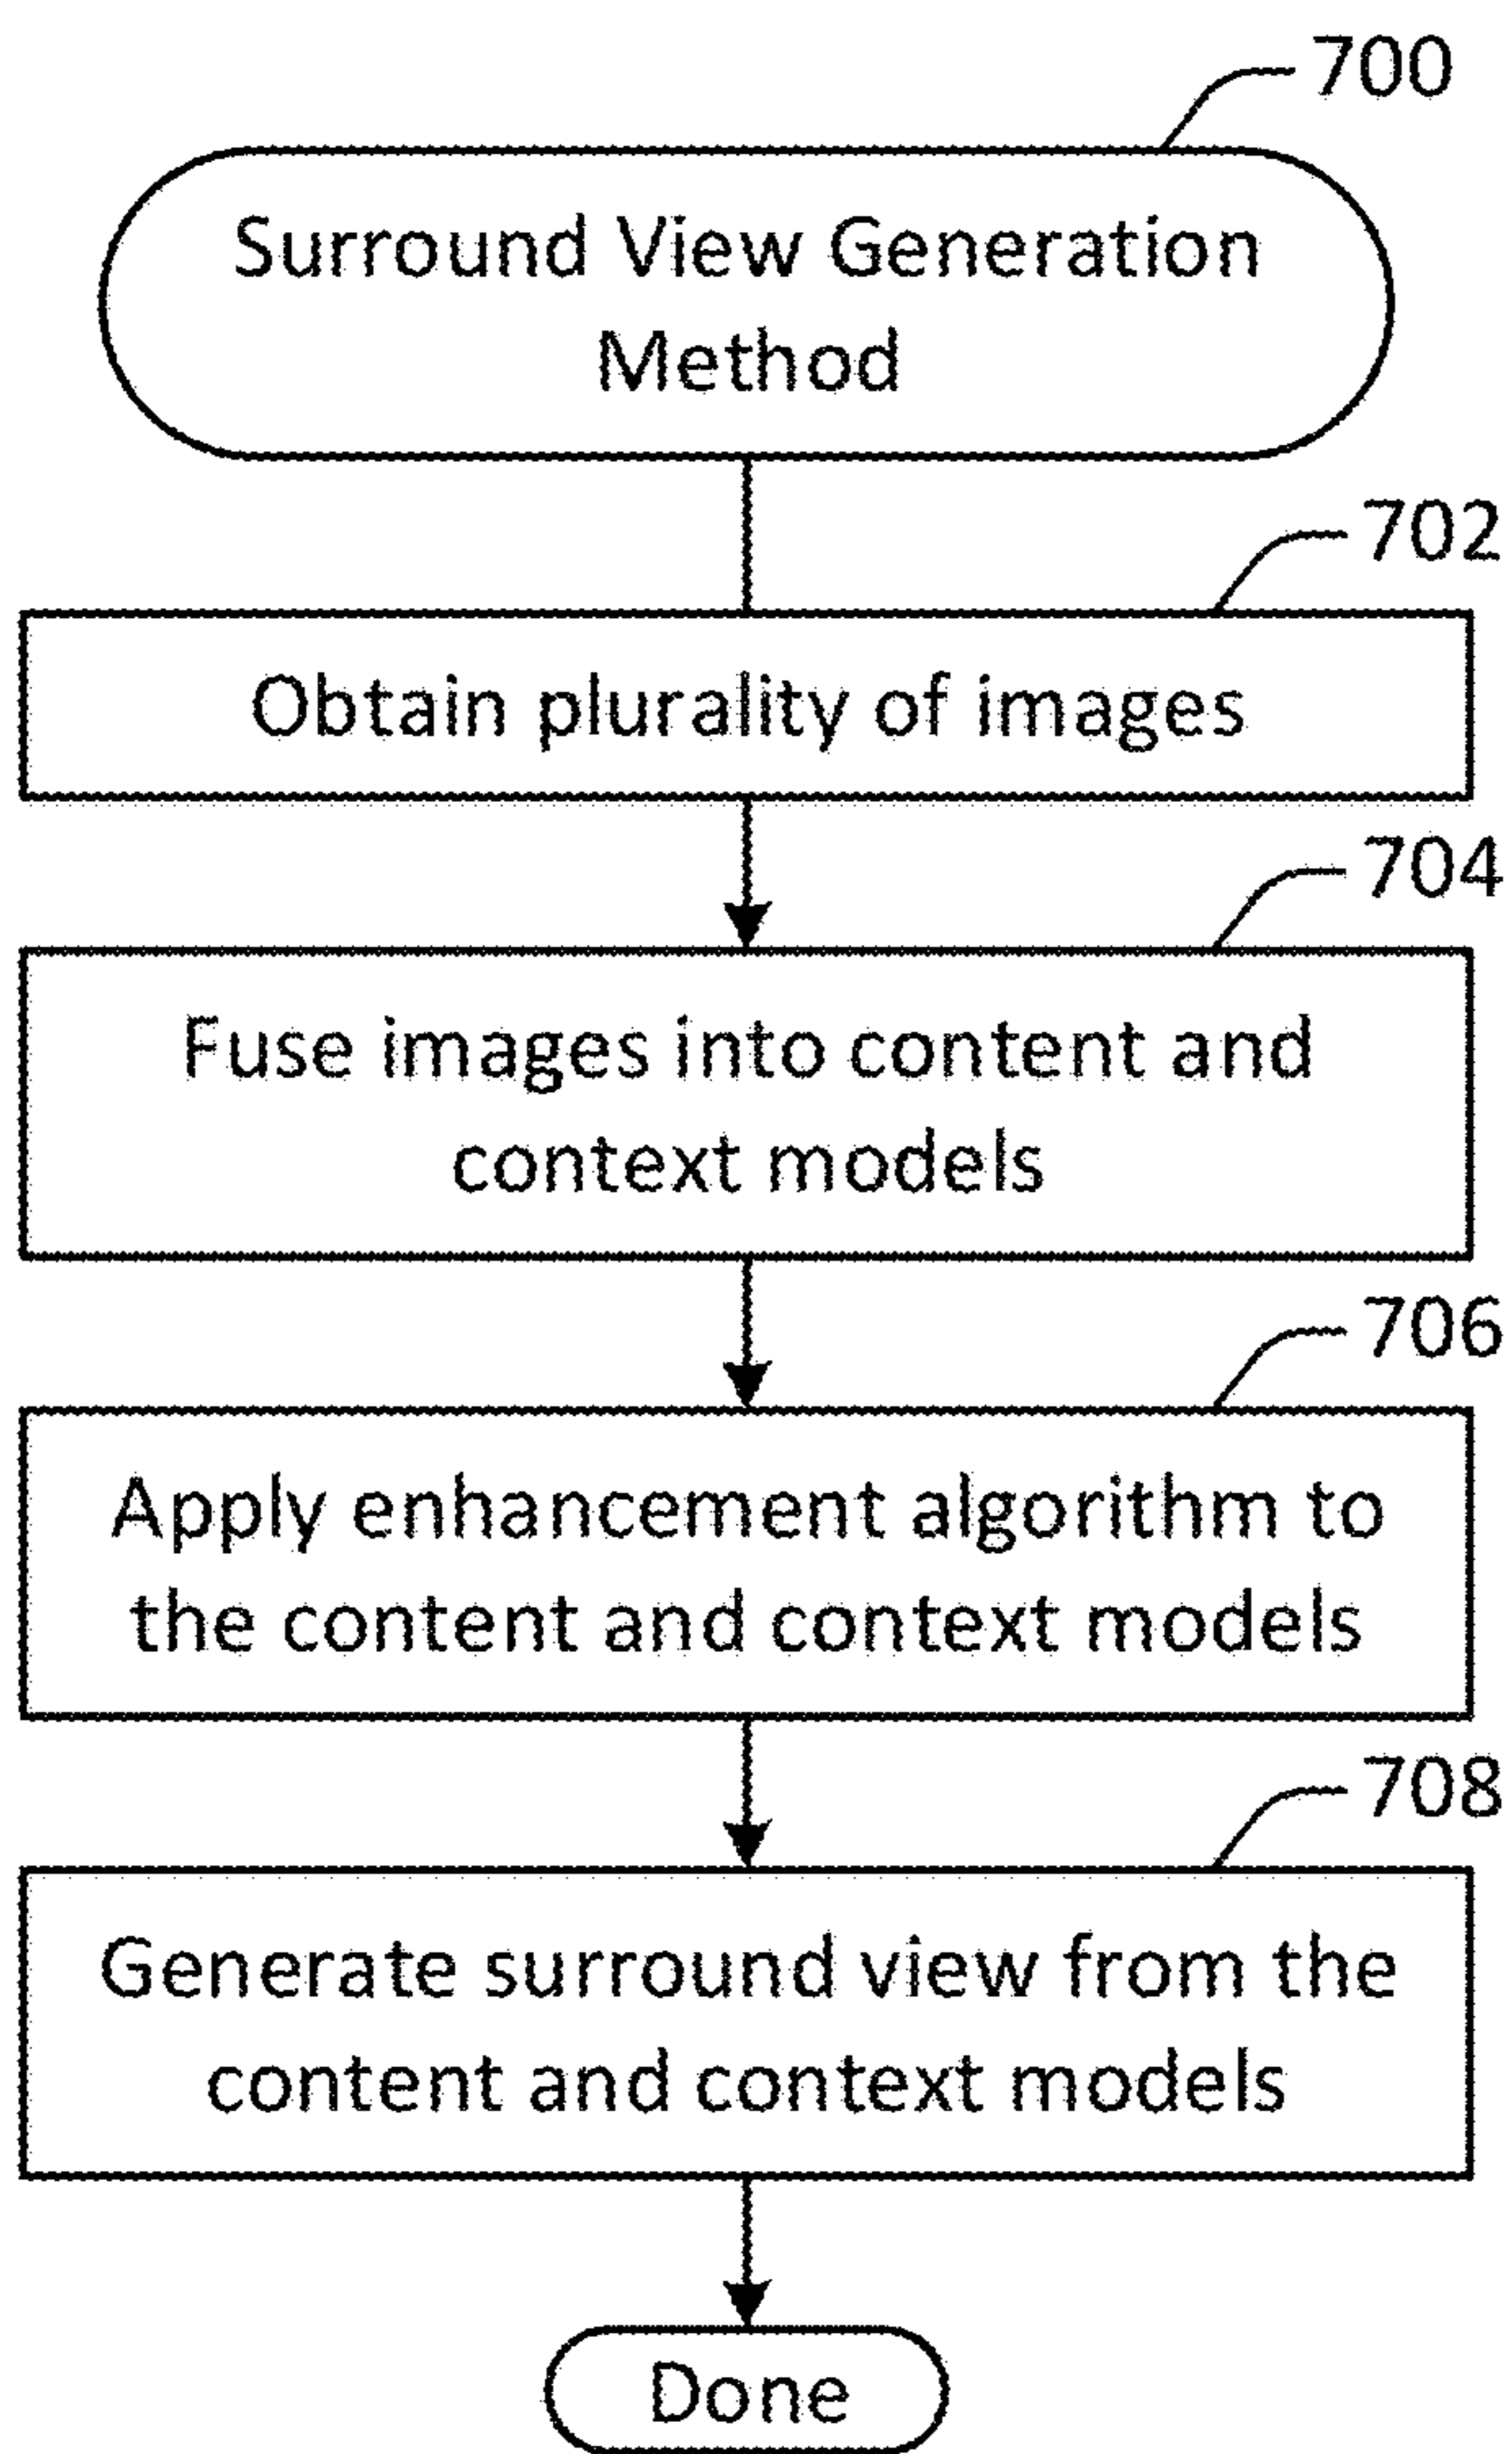 700
Surround View Generation
Method
702
Obtain plurality of images
704
Fuse images into content and
context models
706
Apply enhancement algorithm to
the content and context models
708
Generate surround view from the
content and context models
Done